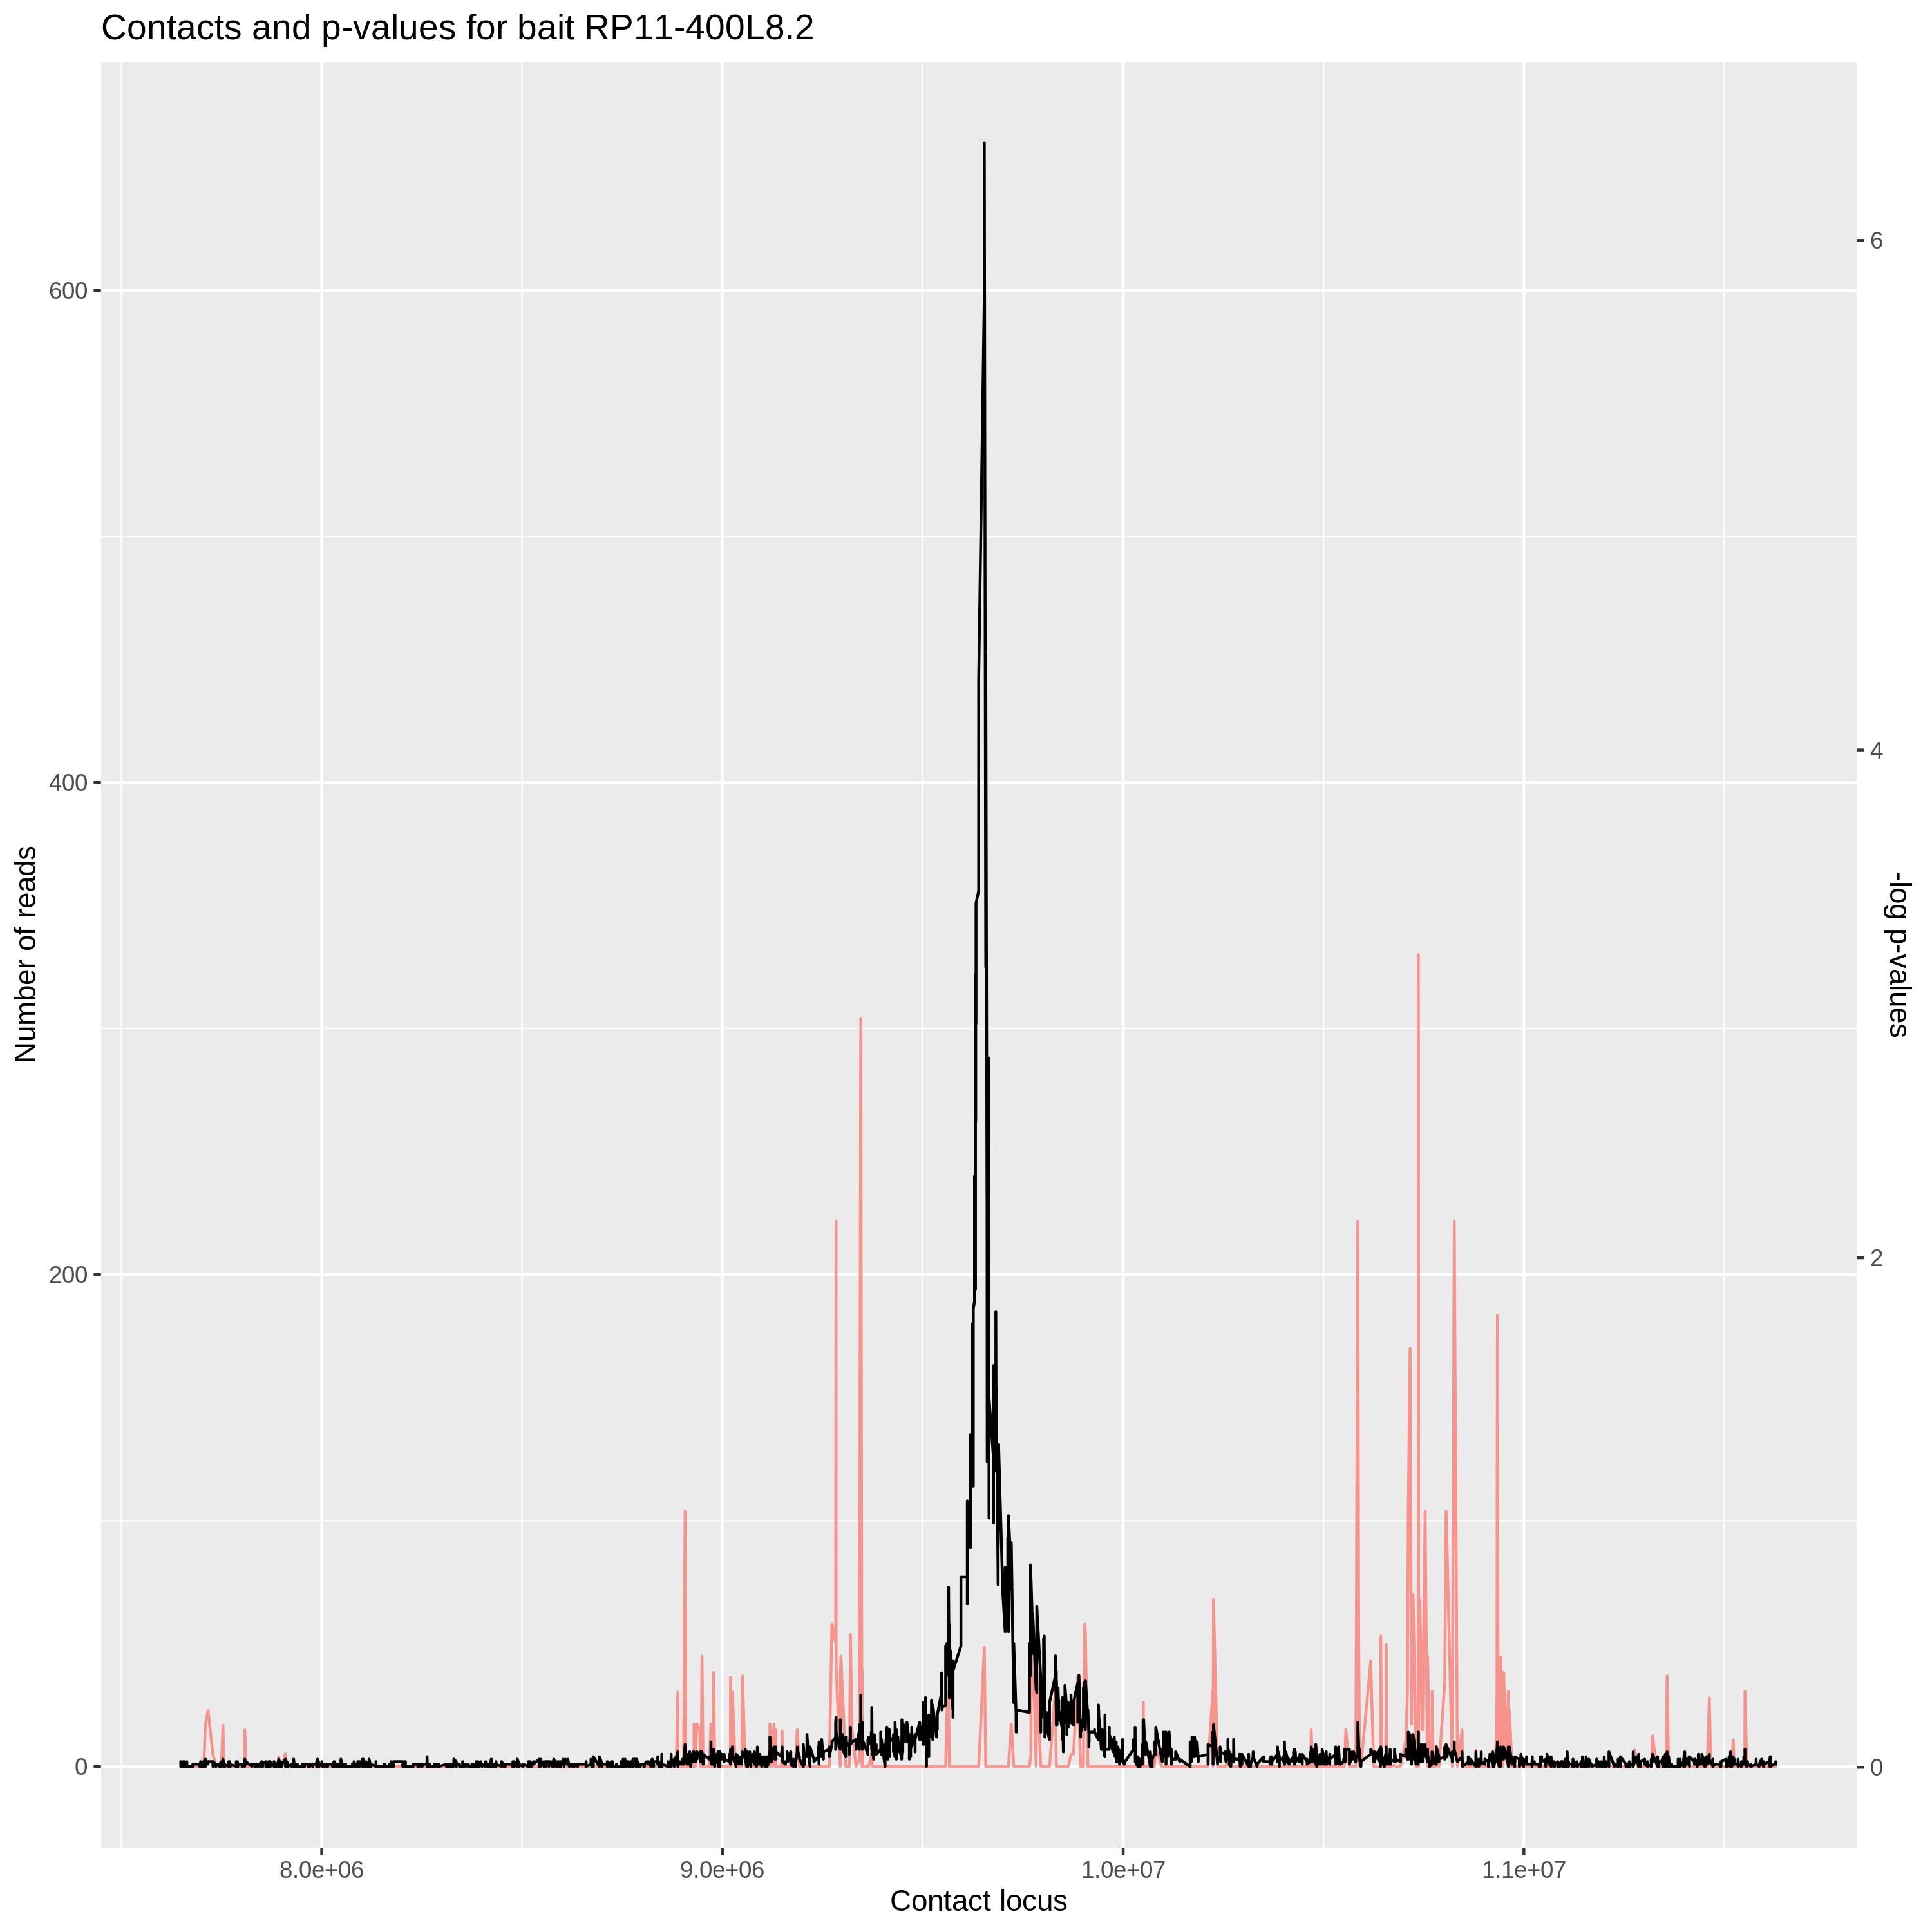 Contacts and p-values for bait RP11-400L8.2
600
400
200
0
Number of reads
6
4
2
0
-log p-values
8.0e+06
9.0e+06
1.0e+07
1.1e+07
Contact locus